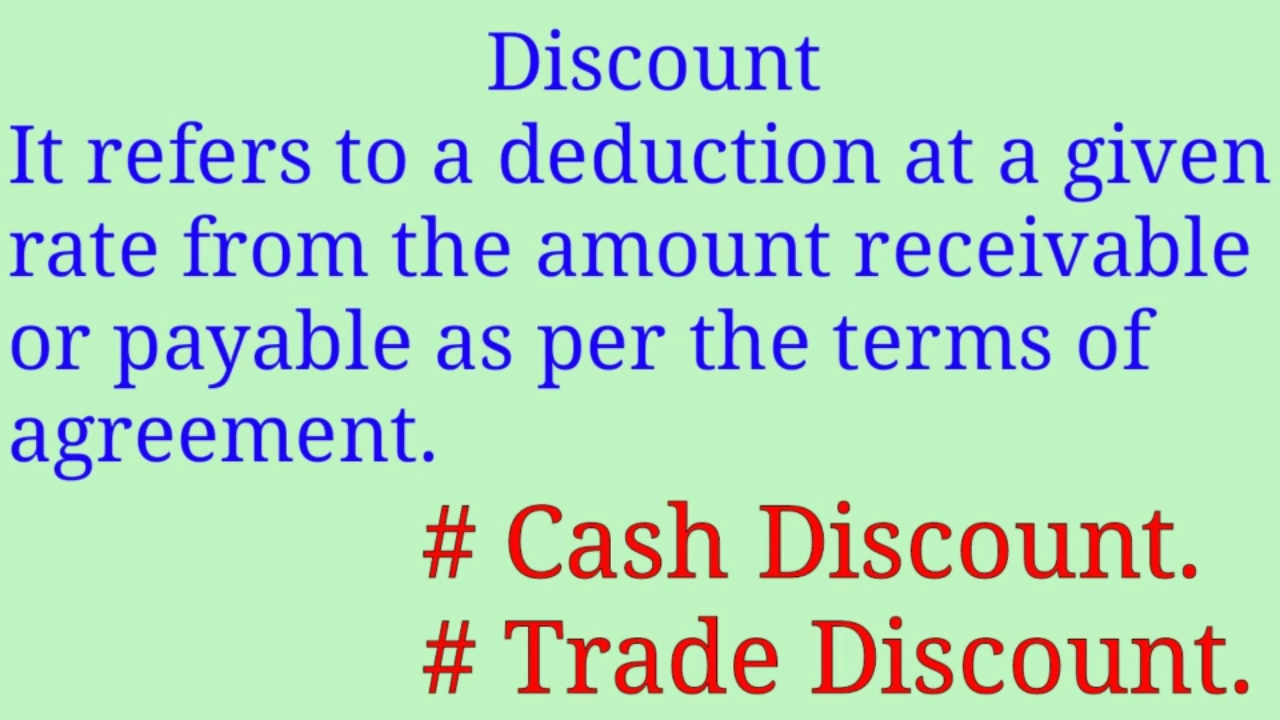 Discount
It refers to a deduction at a given
rate from the amount receivable
or payable as per the terms of
agreement.
# Cash Discount.
# Trade Discount.